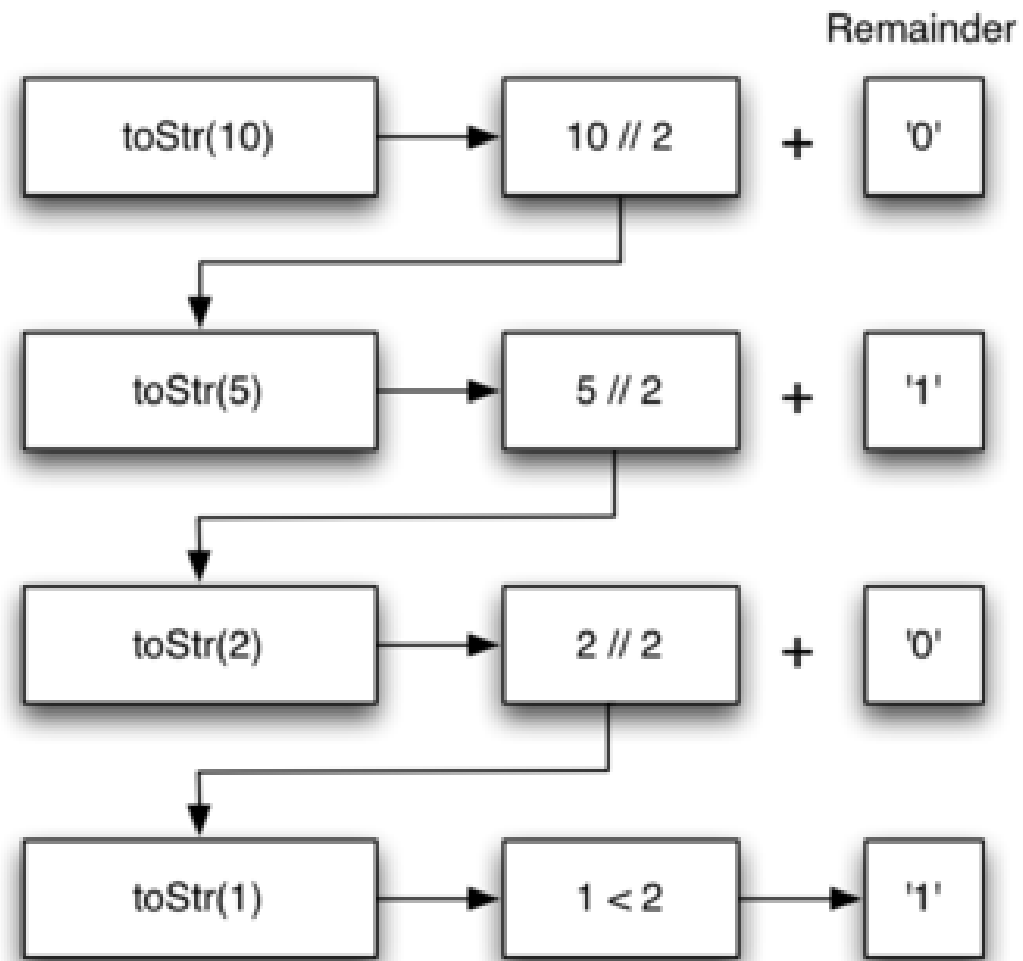 Remainder
toStr(10) 10 // 2 + '0'
toStr(5) 5 // 2 + '1'
toStr(2) 2 // 2 + '0'
toStr(1) 1 < 2 '1'